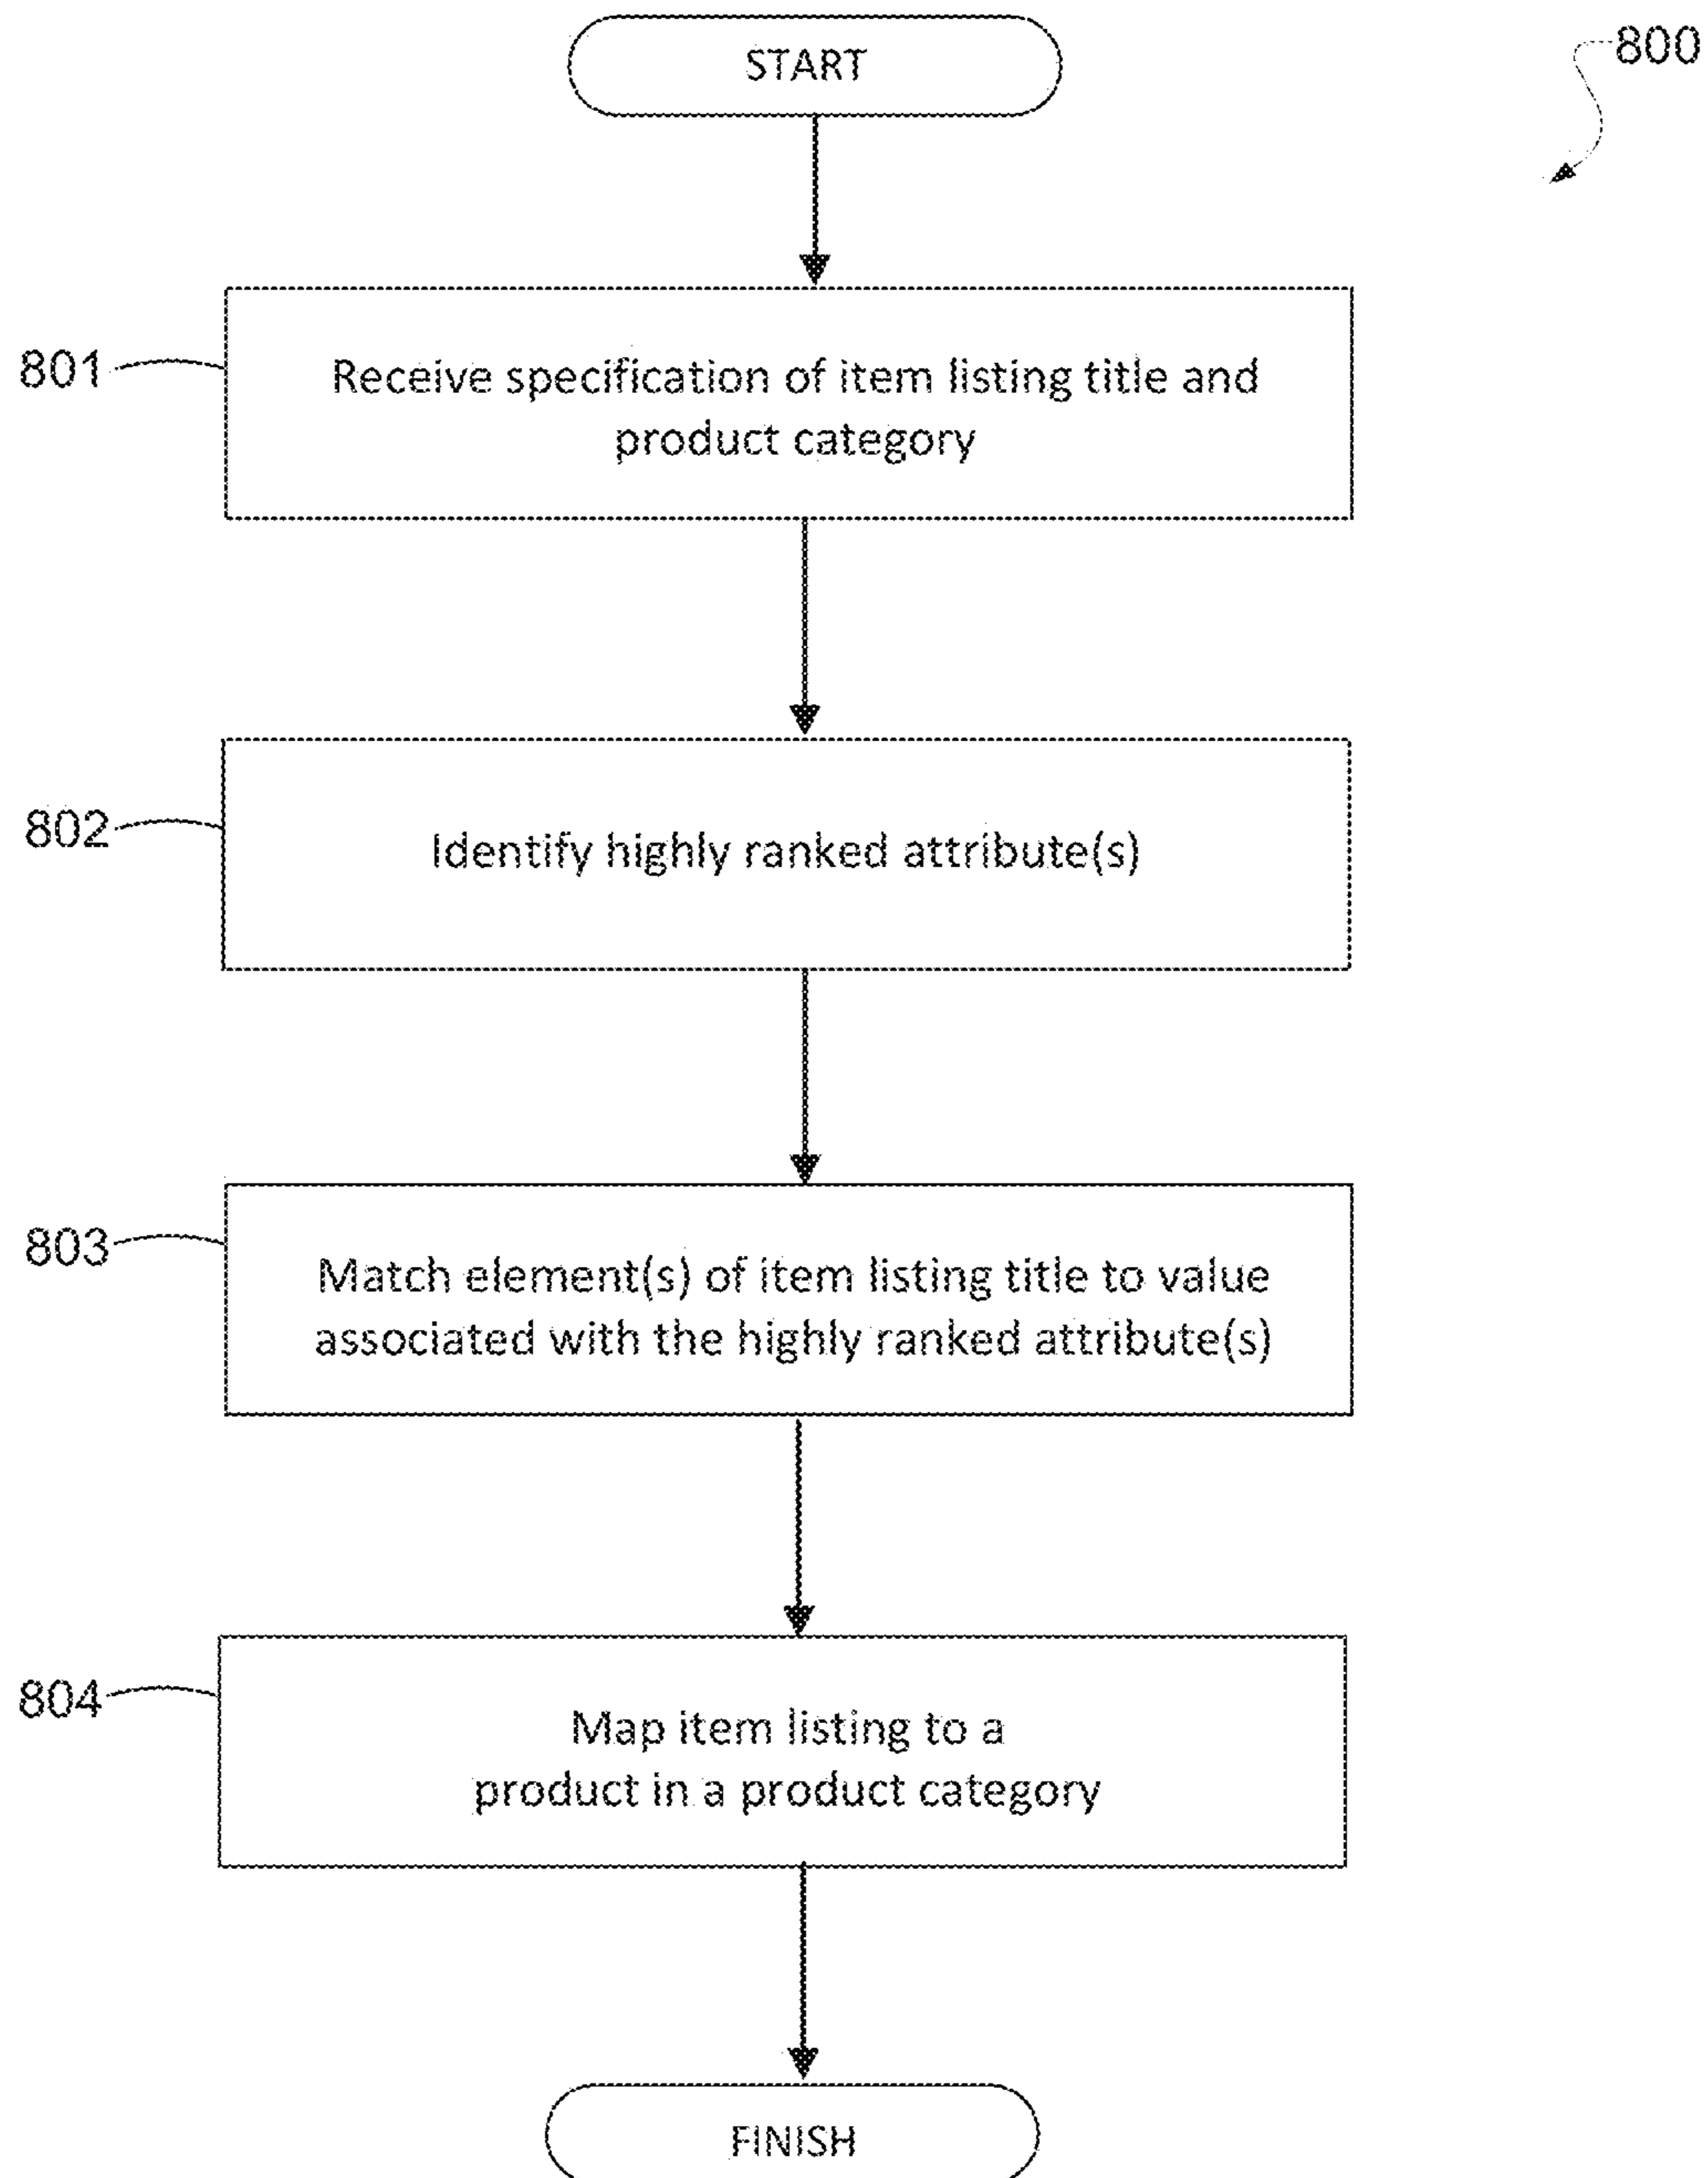 START
800
801
Receive specification of item listing title and
product category
802
Identify highly ranked attribute(s)
803
Match element(s) of item listing title to value
associated with the highly ranked attribute(s)
804
Map item listing to a
product in a product category
FINISH